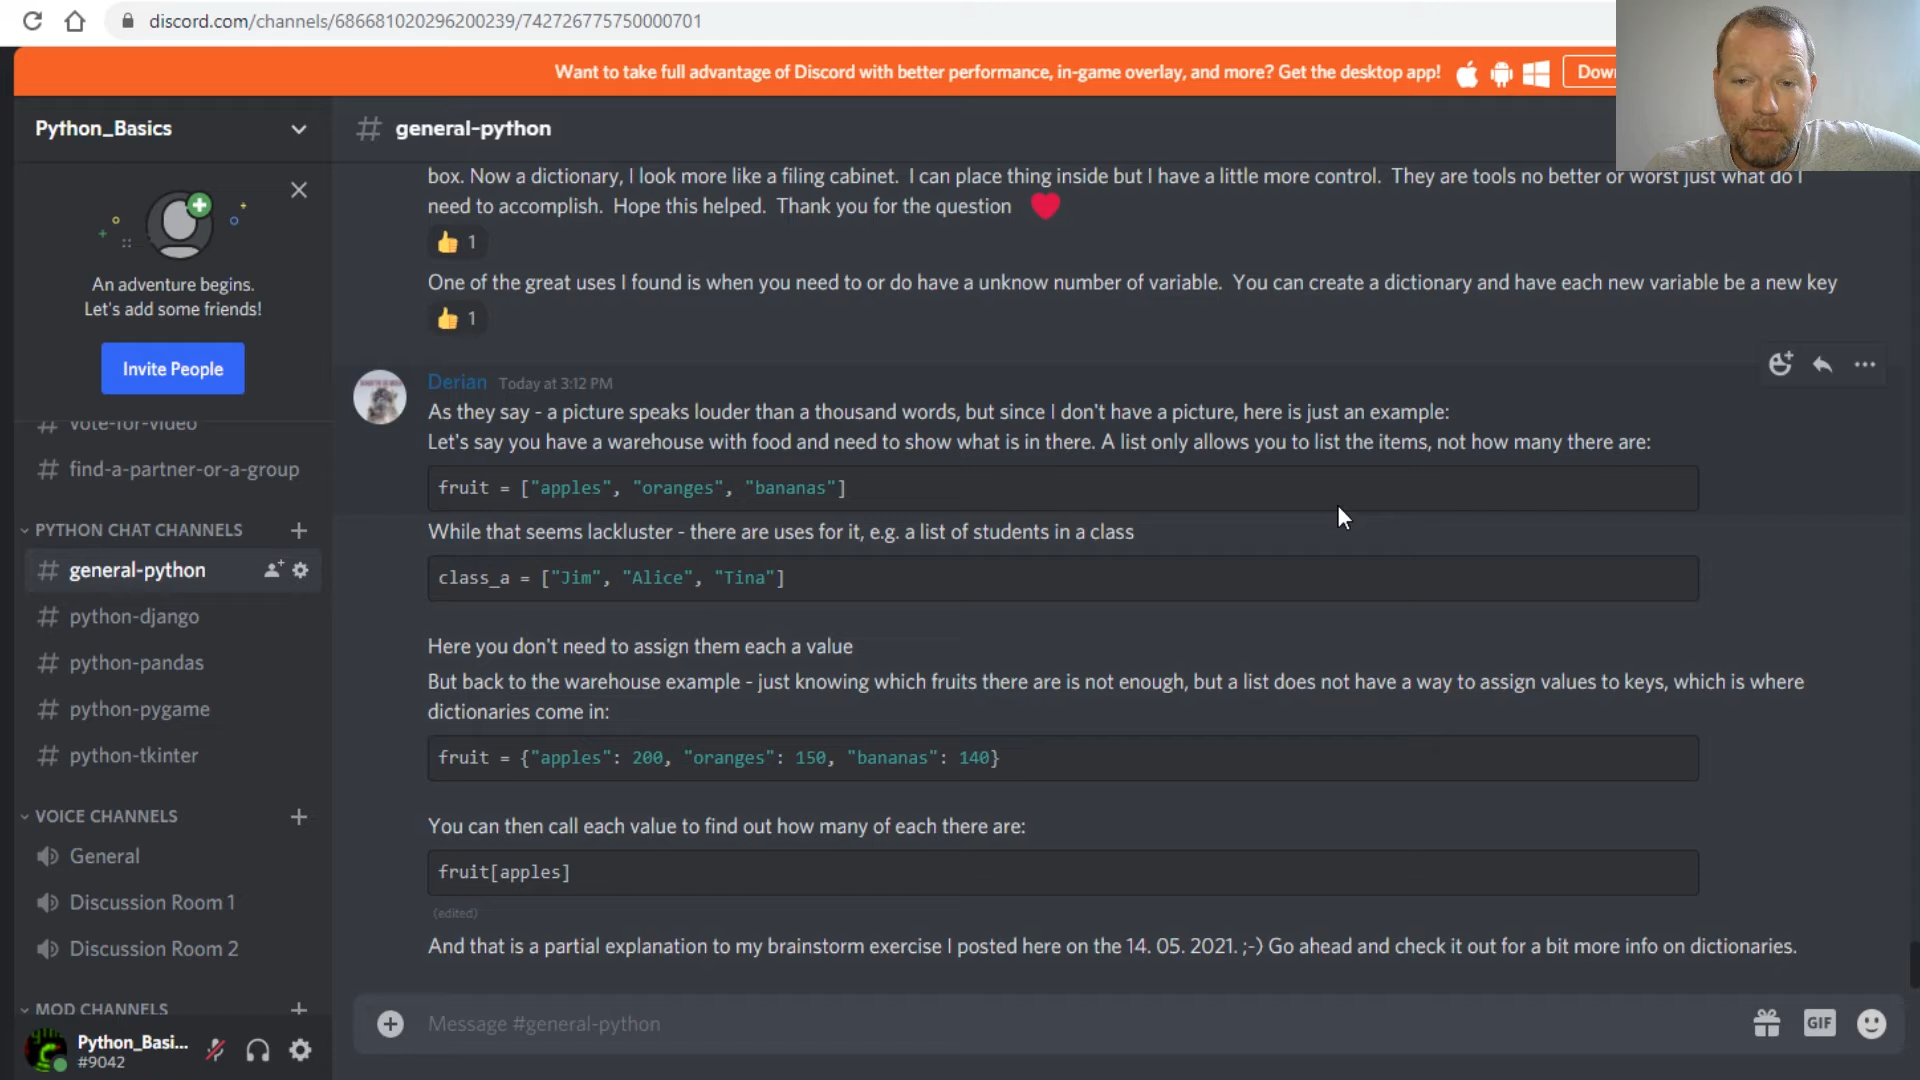 discord.com/channels/686681020296200239/742726775750000701
Want to take full advantage of Discord with better performance, in-game overlay, and more? Get the desktop app!
Python_Basics
# general-python
An adventure begins.
Let's add some friends!
Invite People
# vote-for-video
# find-a-partner-or-a-group
PYTHON CHAT CHANNELS
# general-python
# python-django
# python-pandas
# python-pygame
# python-tkinter
VOICE CHANNELS
General
Discussion Room 1
Discussion Room 2
MOD CHANNELS
Python_Basi...
#9042
box. Now a dictionary, I look more like a filing cabinet. I can place thing inside but I have a little more control. They are tools no better or worst just what do I
need to accomplish. Hope this helped. Thank you for the question
1
One of the great uses I found is when you need to or do have a unknow number of variable. You can create a dictionary and have each new variable be a new key
1
Derian Today at 3:12 PM
As they say - a picture speaks louder than a thousand words, but since I don't have a picture, here is just an example:
Let's say you have a warehouse with food and need to show what is in there. A list only allows you to list the items, not how many there are:
fruit = ["apples", "oranges", "bananas"]
While that seems lackluster - there are uses for it, e.g. a list of students in a class
class_a = ["Jim", "Alice", "Tina"]
Here you don't need to assign them each a value
But back to the warehouse example - just knowing which fruits there are is not enough, but a list does not have a way to assign values to keys, which is where
dictionaries come in:
fruit = {"apples": 200, "oranges": 150, "bananas": 140}
You can then call each value to find out how many of each there are:
fruit[apples]
(edited)
And that is a partial explanation to my brainstorm exercise I posted here on the 14. 05. 2021. ;-) Go ahead and check it out for a bit more info on dictionaries.
Message #general-python
GIF